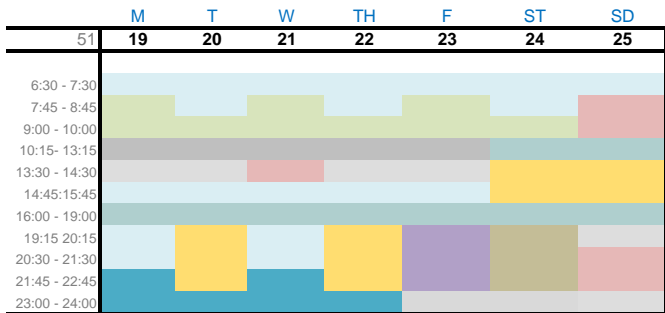 M T W TH F ST SD
51 19 20 21 22 23 24 25
6:30 - 7:30
7:45 - 8:45
9:00 - 10:00
10:15- 13:15
13:30 - 14:30
14:45:15:45
16:00 - 19:00
19:15 20:15
20:30 - 21:30
21:45 - 22:45
23:00 - 24:00